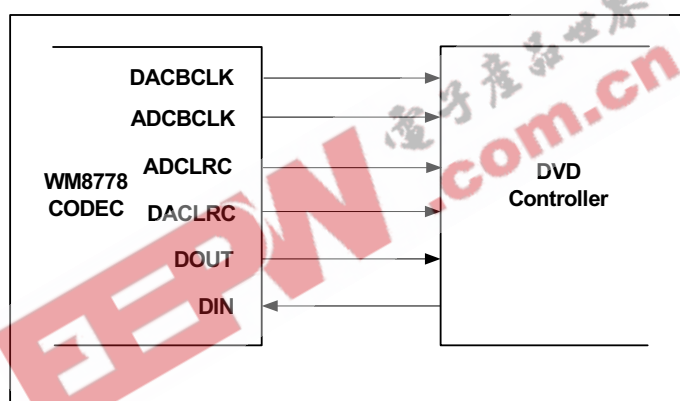 DACBCLK
ADCBCLK
ADCLRC
WM8778
CODEC
DACLRC
DOUT
DIN
DVD
Controller
EEPW
電子產品世界
.com.cn